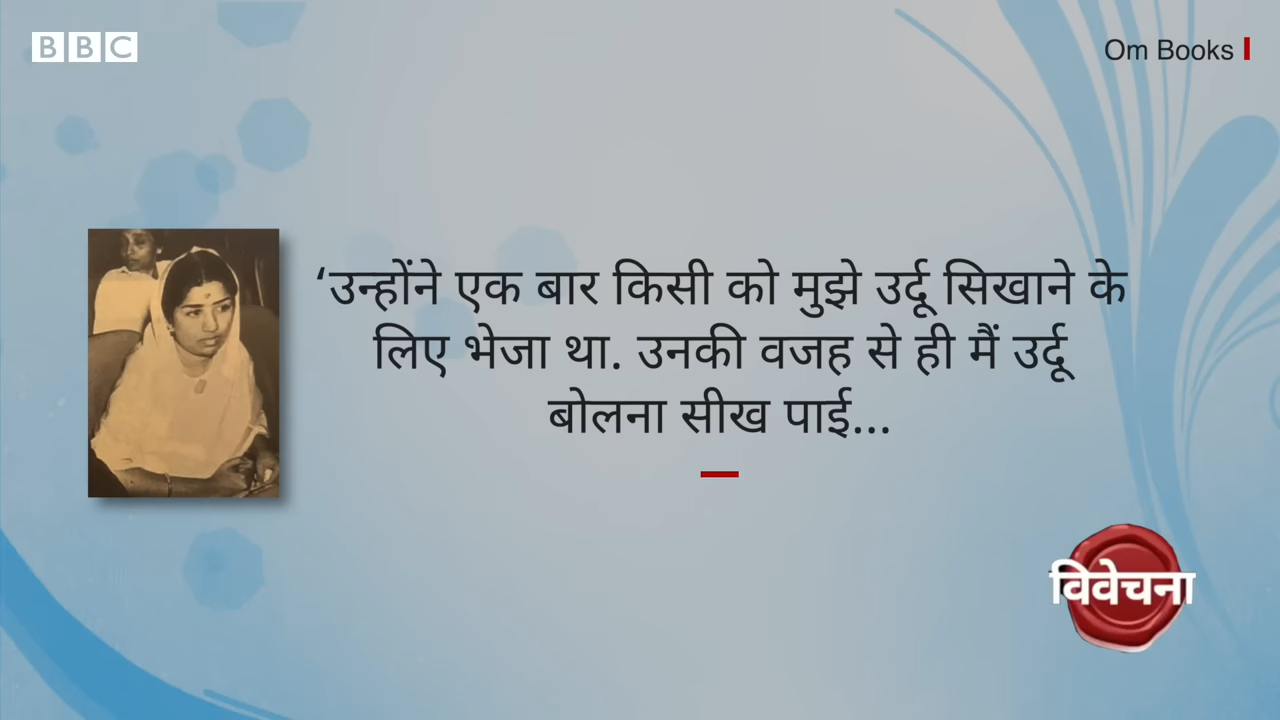 BBC
Om Books
‘उन्होंने एक बार किसी को मुझे उर्दू सिखाने के
लिए भेजा था. उनकी वजह से ही मैं उर्दू
बोलना सीख पाई...
विवेचना